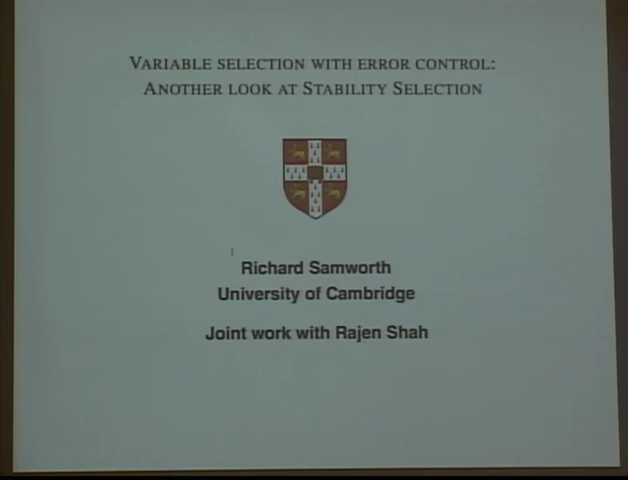 VARIABLE SELECTION WITH ERROR CONTROL:
ANOTHER LOOK AT STABILITY SELECTION
Richard Samworth
University of Cambridge
Joint work with Rajen Shah